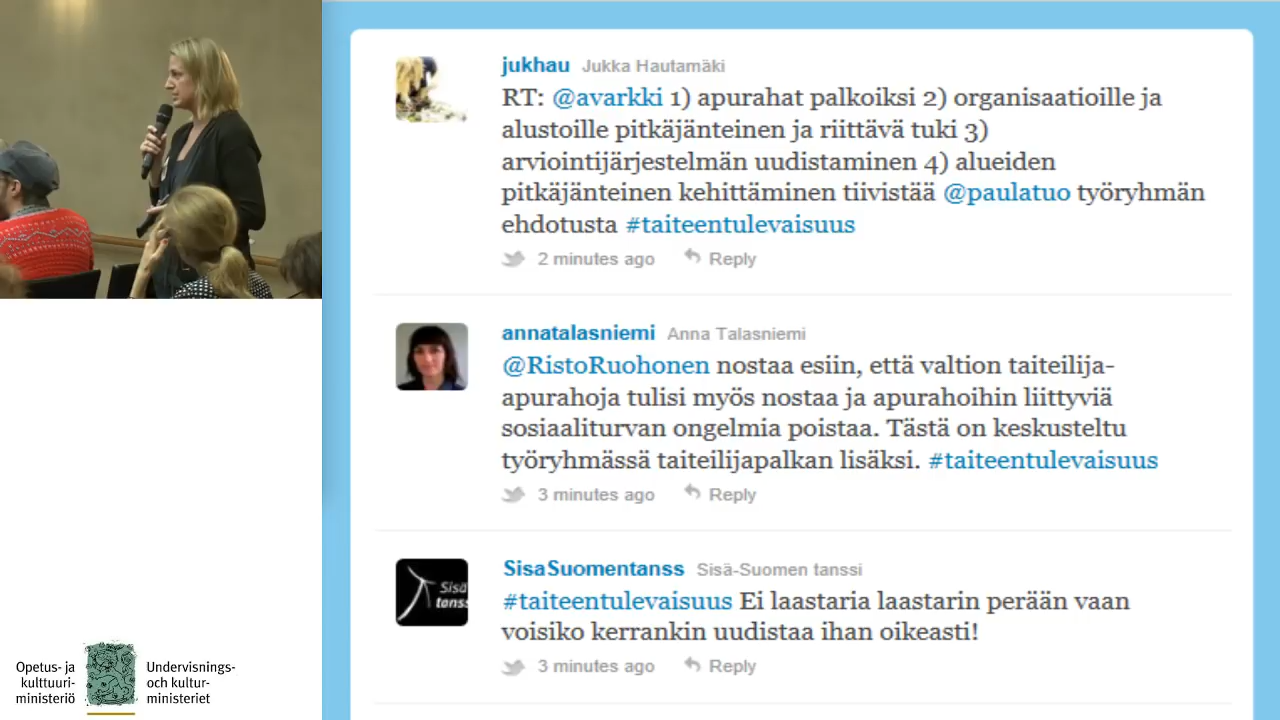 jukhau Jukka Hautamäki
RT: @avarkki 1) apurahat palkoiksi 2) organisaatioille ja
alustoille pitkäjänteinen ja riittävä tuki 3)
arviointijärjestelmän uudistaminen 4) alueiden
pitkäjänteinen kehittäminen tiivistää @paulatuo työryhmän
ehdotusta #taiteentulevaisuus
2 minutes ago Reply
annatalasniemi Anna Talasniemi
@RistoRuohonen nostaa esiin, että valtion taiteilija-
apurahoja tulisi myös nostaa ja apurahoihin liittyviä
sosiaaliturvan ongelmia poistaa. Tästä on keskusteltu
työryhmässä taiteilijapalkan lisäksi. #taiteentulevaisuus
3 minutes ago Reply
Sisä
tanss
SisaSuomentanss Sisä-Suomen tanssi
#taiteentulevaisuus Ei laastaria laastarin perään vaan
voisiko kerrankin uudistaa ihan oikeasti!
3 minutes ago Reply
Opetus- ja
kulttuuri-
ministeriö
Undervisnings-
och kultur-
ministeriet